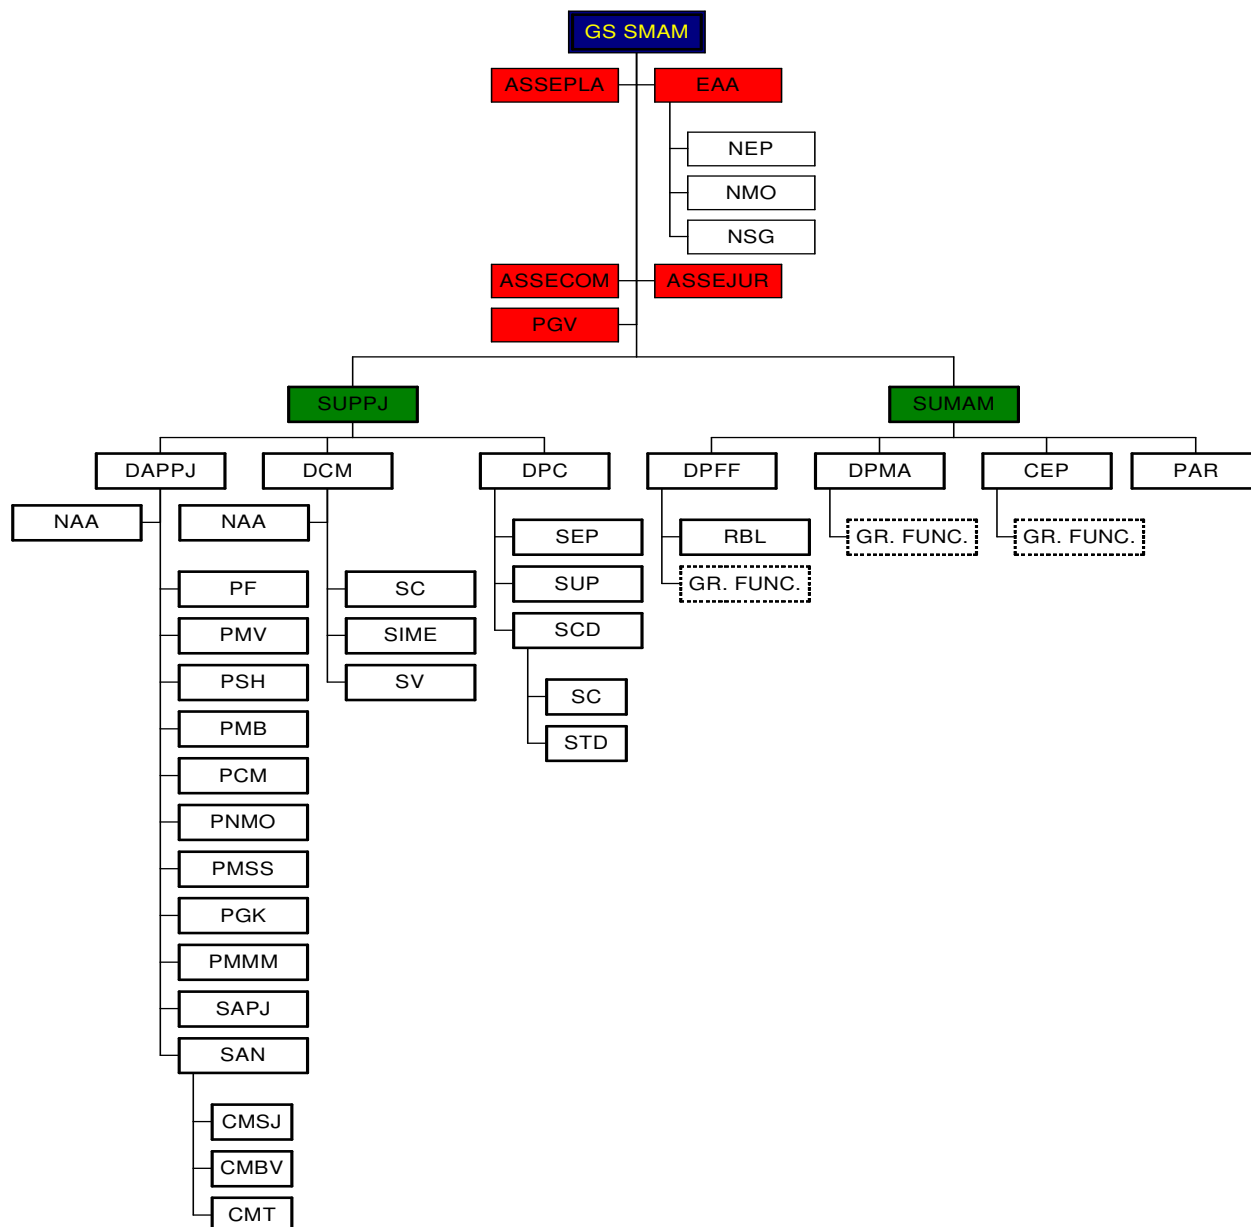 GS SMAM
ASSEPLA
EAA
NEP
NMO
NSG
ASSECOM
ASSEJUR
PGV
SUPPJ
SUMAM
DAPPJ
DCM
DPC
DPFF
DPMA
CEP
PAR
NAA
NAA
SEP
RBL
GR. FUNC.
GR. FUNC.
PF
SC
SUP
GR. FUNC.
PMV
SIME
SCD
PSH
SV
SC
PMB
STD
PCM
PNMO
PMSS
PGK
PMMM
SAPJ
SAN
CMSJ
CMBV
CMT